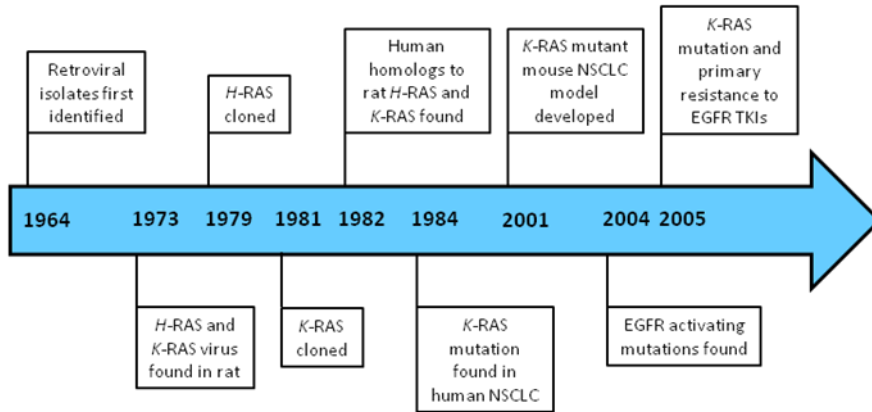 Retroviral
isolates first
identified
H-RAS
cloned
Human
homologs to
rat H-RAS and
K-RAS found
K-RAS mutant
mouse NSCLC
model
developed
K-RAS
mutation and
primary
resistance to
EGFR TKIs
1964 1973 1979 1981 1982 1984 2001 2004 2005
H-RAS and
K-RAS virus
found in rat
K-RAS
cloned
K-RAS
mutation
found in
human NSCLC
EGFR activating
mutations found